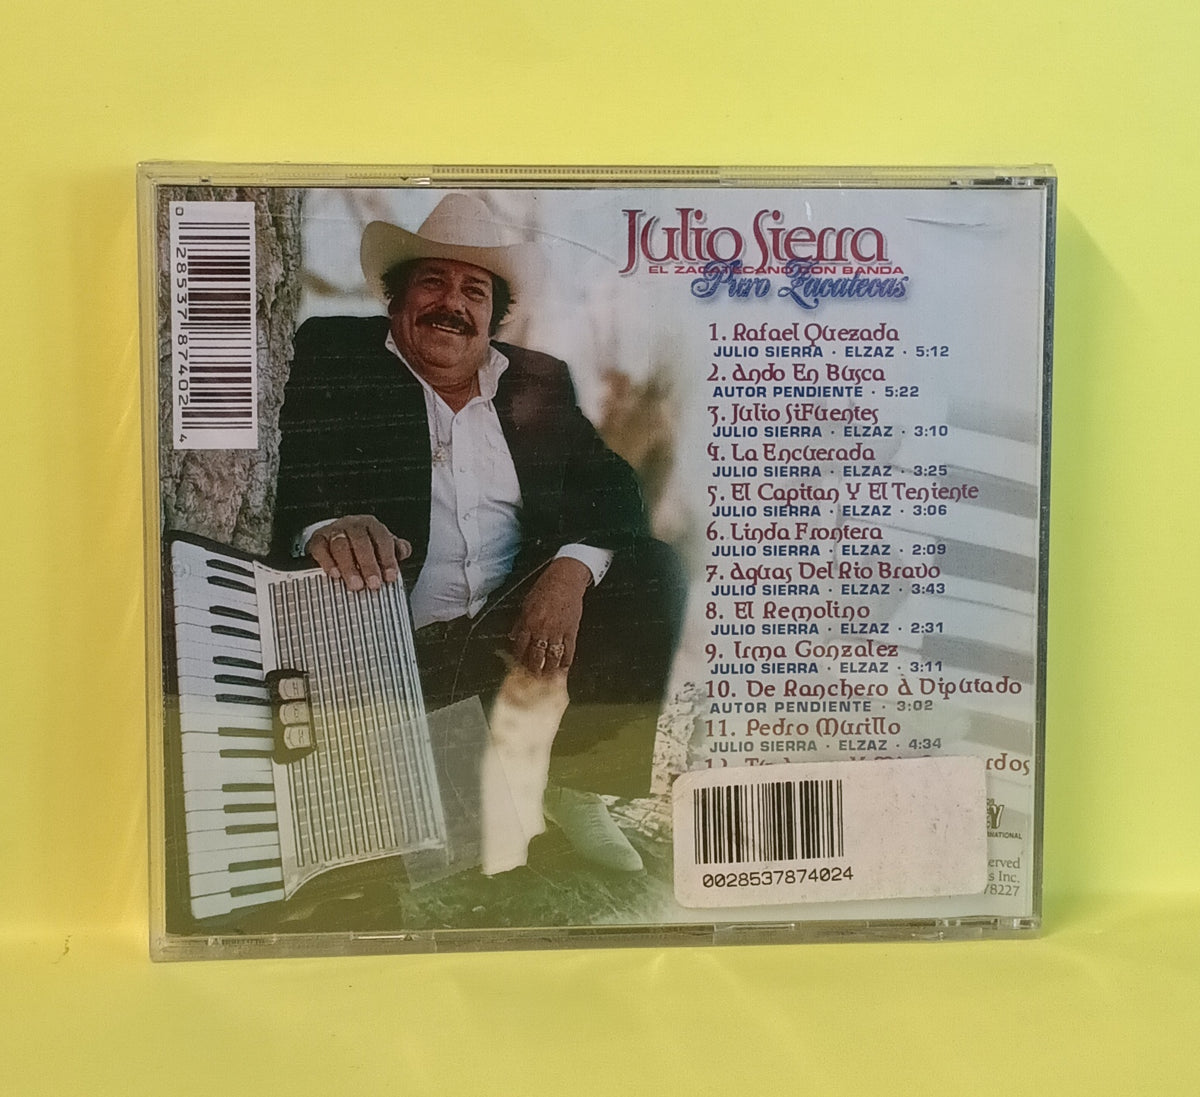 0 28537 87402 4
Julio Sierra
EL ZACATECANO CON BANDA
Puro Zacatecas
1. Rafael Quezada
JULIO SIERRA · ELZAZ · 5:12
2. Ando En Busca
AUTOR PENDIENTE · 5:22
3. Julio SiFuentes
JULIO SIERRA · ELZAZ · 3:10
4. La Encuerada
JULIO SIERRA · ELZAZ · 3:25
5. El Capitan Y El Teniente
JULIO SIERRA · ELZAZ · 3:06
6. Linda Frontera
JULIO SIERRA · ELZAZ · 2:09
7. Aguas Del Rio Bravo
JULIO SIERRA · ELZAZ · 3:43
8. El Remolino
JULIO SIERRA · ELZAZ · 2:31
9. Irma Gonzalez
JULIO SIERRA · ELZAZ · 3:11
10. De Ranchero À Diputado
AUTOR PENDIENTE · 3:02
11. Pedro Murillo
JULIO SIERRA · ELZAZ · 4:34
12. Y
0028537874024
erved
s Inc.
78227